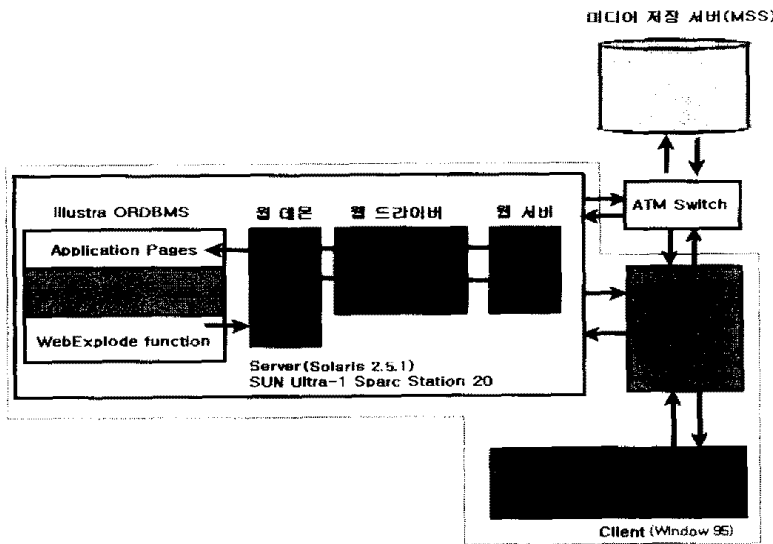 미디어 저장 서버(MSS)
ATM Switch
Illustra ORDBMS
웹 데몬
웹 드라이버
웹 서버
Application Pages
WebExplode function
Server(Solaris 2.5.1)
SUN Ultra-1 Sparc Station 20
Client (Window 95)